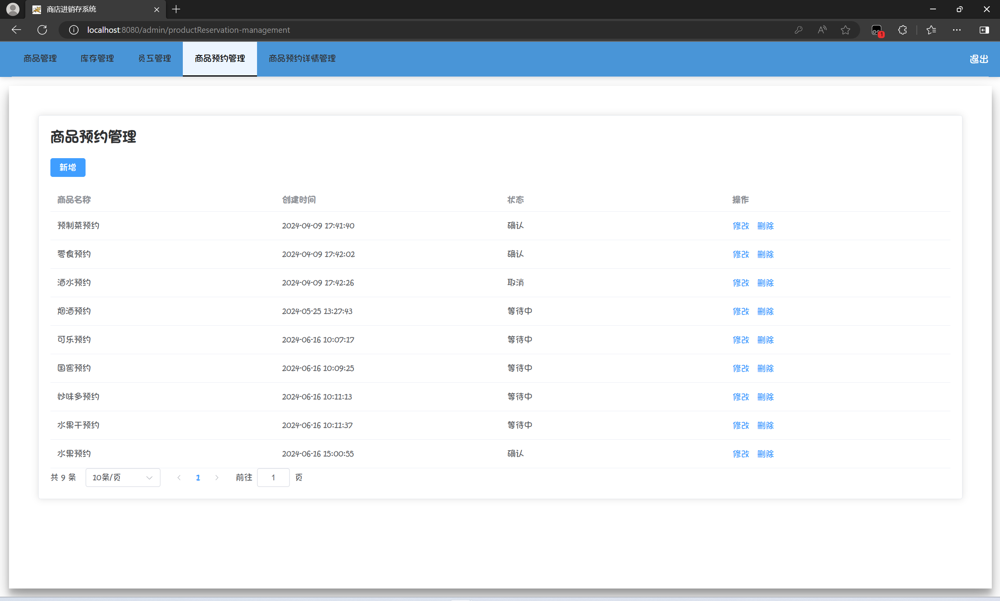 商店进销存系统
localhost:8080/admin/productReservation-management
1
商品管理 库存管理 员工管理 商品预约管理 商品预约详情管理 退出
商品预约管理
新增
商品名称 创建时间 状态 操作
预制菜预约 2024-04-09 17:41:40 确认 修改 删除
零食预约 2024-04-09 17:42:02 确认 修改 删除
酒水预约 2024-04-09 17:42:26 取消 修改 删除
烟酒预约 2024-05-25 13:27:43 等待中 修改 删除
可乐预约 2024-06-16 10:07:17 等待中 修改 删除
国窖预约 2024-06-16 10:09:25 等待中 修改 删除
妙味多预约 2024-06-16 10:11:13 等待中 修改 删除
水果干预约 2024-06-16 10:11:37 等待中 修改 删除
水果预约 2024-06-16 15:00:55 确认 修改 删除
共 9 条 10条/页 1 前往 1 页